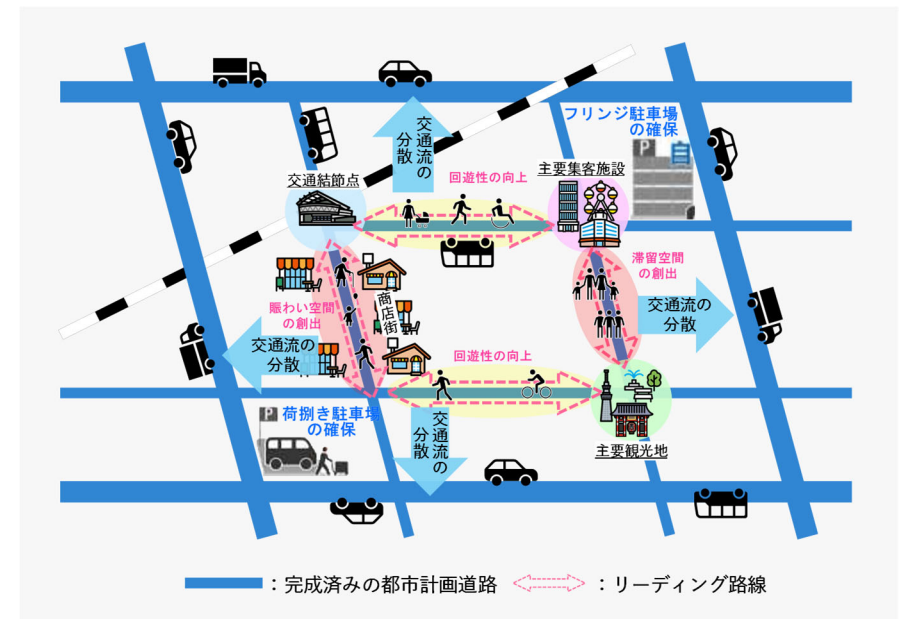 フリンジ駐車場
の確保
P
交通流の
分散
交通結節点
回遊性の向上
主要集客施設
滞留空間
の創出
商店街
賑わい空間
の創出
交通流の
分散
交通流の
分散
回遊性の向上
P
荷捌き駐車場
の確保
交通流の
分散
主要観光地
：完成済みの都市計画道路
：リーディング路線